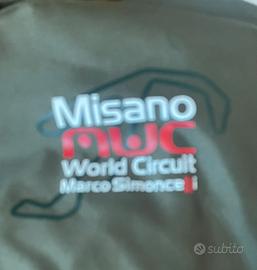 Misano
MWC
World Circuit
Marco Simoncelli
subito